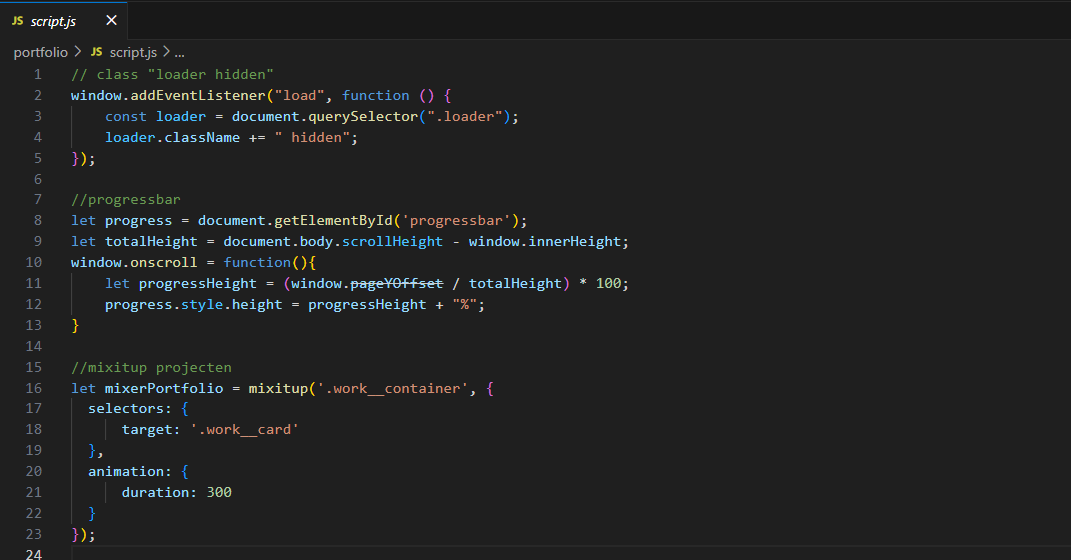 JS script.js ×
portfolio > JS script.js > ...
1 // class "loader hidden"
2 window.addEventListener("load", function () {
3     const loader = document.querySelector(".loader");
4     loader.className += " hidden";
5 });
6
7 //progressbar
8 let progress = document.getElementById('progressbar');
9 let totalHeight = document.body.scrollHeight - window.innerHeight;
10 window.onscroll = function(){
11     let progressHeight = (window.pageYOffset / totalHeight) * 100;
12     progress.style.height = progressHeight + "%";
13 }
14
15 //mixitup projecten
16 let mixerPortfolio = mixitup('.work__container', {
17   selectors: {
18       target: '.work__card'
19   },
20   animation: {
21       duration: 300
22   }
23 });
24